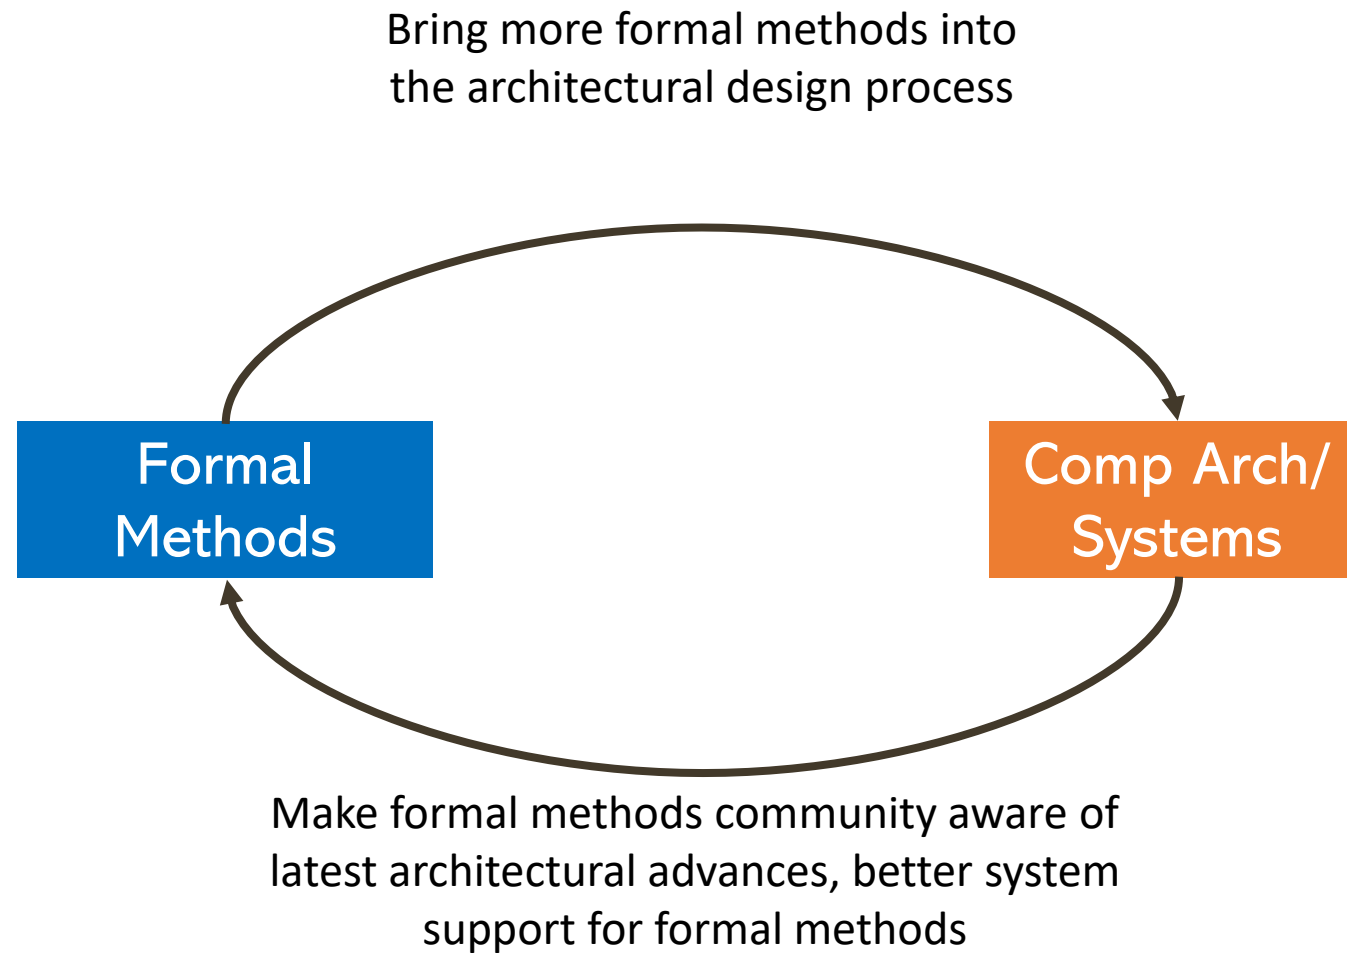 Bring more formal methods into
the architectural design process
Formal
Methods
Comp Arch/
Systems
Make formal methods community aware of
latest architectural advances, better system
support for formal methods